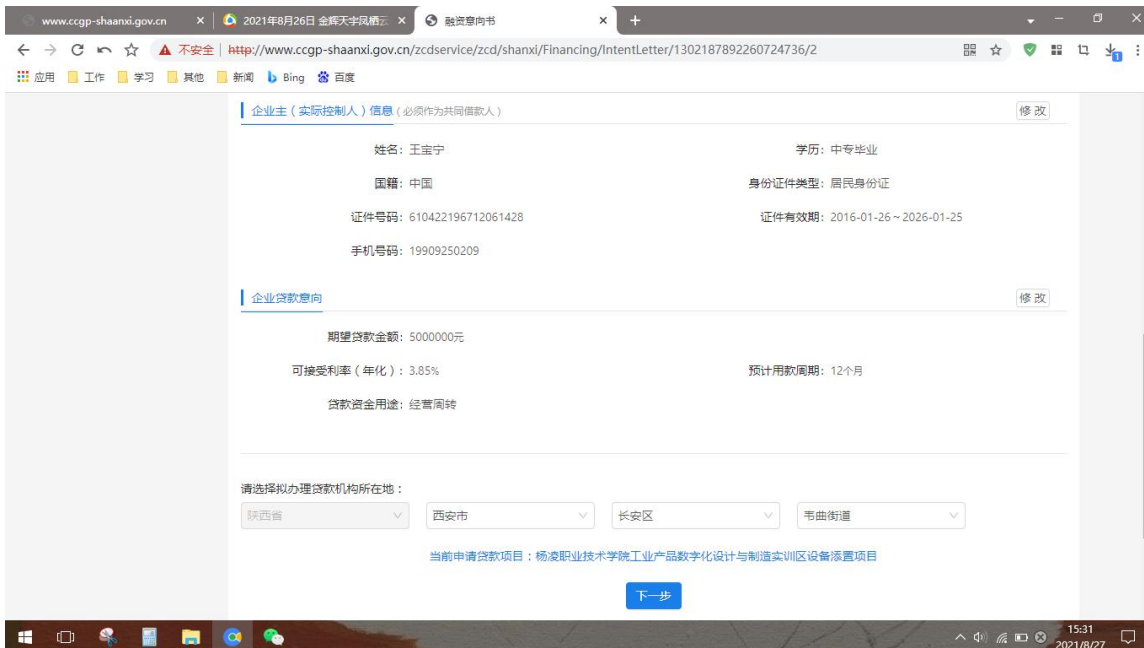 www.ccgp-shaanxi.gov.cn
2021年8月26日 金辉天宇凤栖云
融资意向书
不安全 http://www.ccgp-shaanxi.gov.cn/zcdservice/zcd/shanxi/Financing/IntentLetter/1302187892260724736/2
应用 工作 学习 其他 新闻 Bing 百度
企业主(实际控制人)信息(必须作为共同借款人) 修改
姓名: 王宝宁 学历: 中专毕业
国籍: 中国 身份证件类型: 居民身份证
证件号码: 610422196712061428 证件有效期: 2016-01-26~2026-01-25
手机号码: 19909250209
企业贷款意向 修改
期望贷款金额: 5000000元
可接受利率(年化): 3.85% 预计用款周期: 12个月
贷款资金用途: 经营周转
请选择拟办理贷款机构所在地:
陕西省 西安市 长安区 韦曲街道
当前申请贷款项目:杨凌职业技术学院工业产品数字化设计与制造实训区设备添置项目
下一步
15:31
2021/8/27